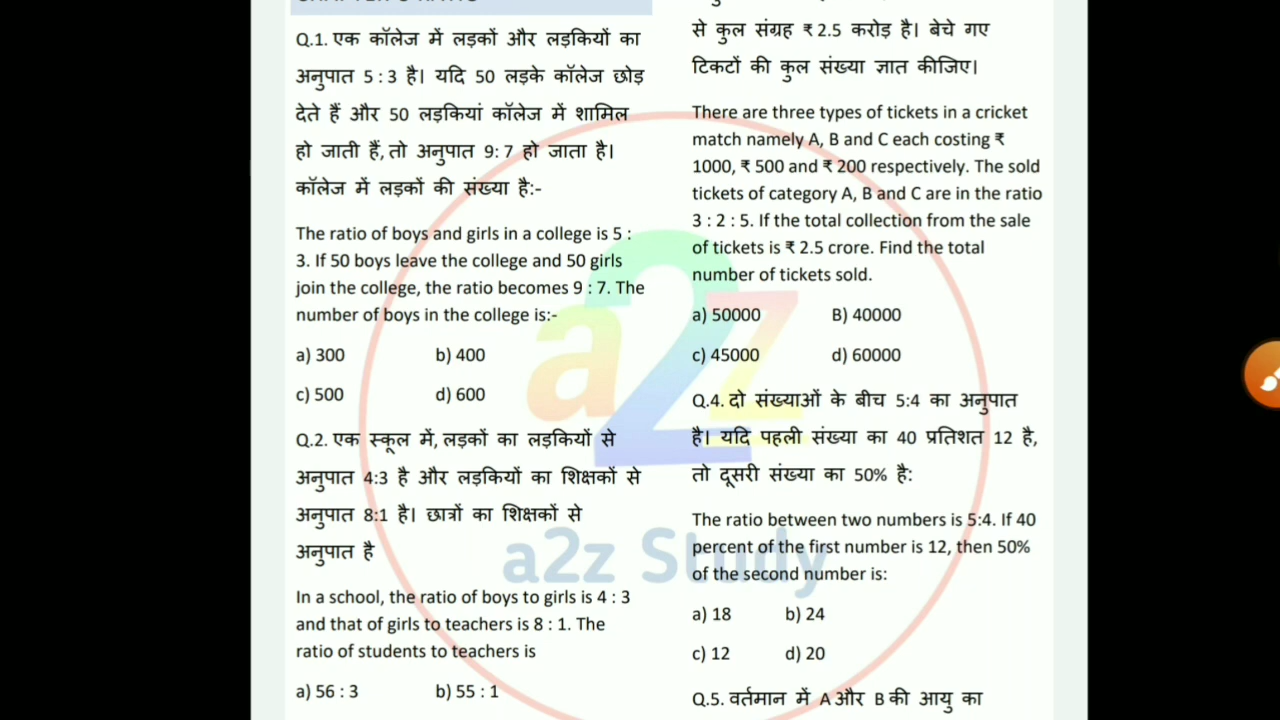 Q.1. एक कॉलेज में लड़कों और लड़कियों का
अनुपात 5 : 3 है। यदि 50 लड़के कॉलेज छोड़
देते हैं और 50 लड़कियां कॉलेज में शामिल
हो जाती हैं, तो अनुपात 9: 7 हो जाता है।
कॉलेज में लड़कों की संख्या है:-
The ratio of boys and girls in a college is 5 :
3. If 50 boys leave the college and 50 girls
join the college, the ratio becomes 9 : 7. The
number of boys in the college is:-
a) 300 b) 400
c) 500 d) 600
Q.2. एक स्कूल में, लड़कों का लड़कियों से
अनुपात 4:3 है और लड़कियों का शिक्षकों से
अनुपात 8:1 है। छात्रों का शिक्षकों से
अनुपात है
In a school, the ratio of boys to girls is 4 : 3
and that of girls to teachers is 8 : 1. The
ratio of students to teachers is
a) 56 : 3 b) 55 : 1
से कुल संग्रह ₹ 2.5 करोड़ है। बेचे गए
टिकटों की कुल संख्या ज्ञात कीजिए।
There are three types of tickets in a cricket
match namely A, B and C each costing ₹
1000, ₹ 500 and ₹ 200 respectively. The sold
tickets of category A, B and C are in the ratio
3 : 2 : 5. If the total collection from the sale
of tickets is ₹ 2.5 crore. Find the total
number of tickets sold.
a) 50000 B) 40000
c) 45000 d) 60000
Q.4. दो संख्याओं के बीच 5:4 का अनुपात
है। यदि पहली संख्या का 40 प्रतिशत 12 है,
तो दूसरी संख्या का 50% है:
The ratio between two numbers is 5:4. If 40
percent of the first number is 12, then 50%
of the second number is:
a) 18 b) 24
c) 12 d) 20
Q.5. वर्तमान में A और B की आयु का
a2z
a2z Study